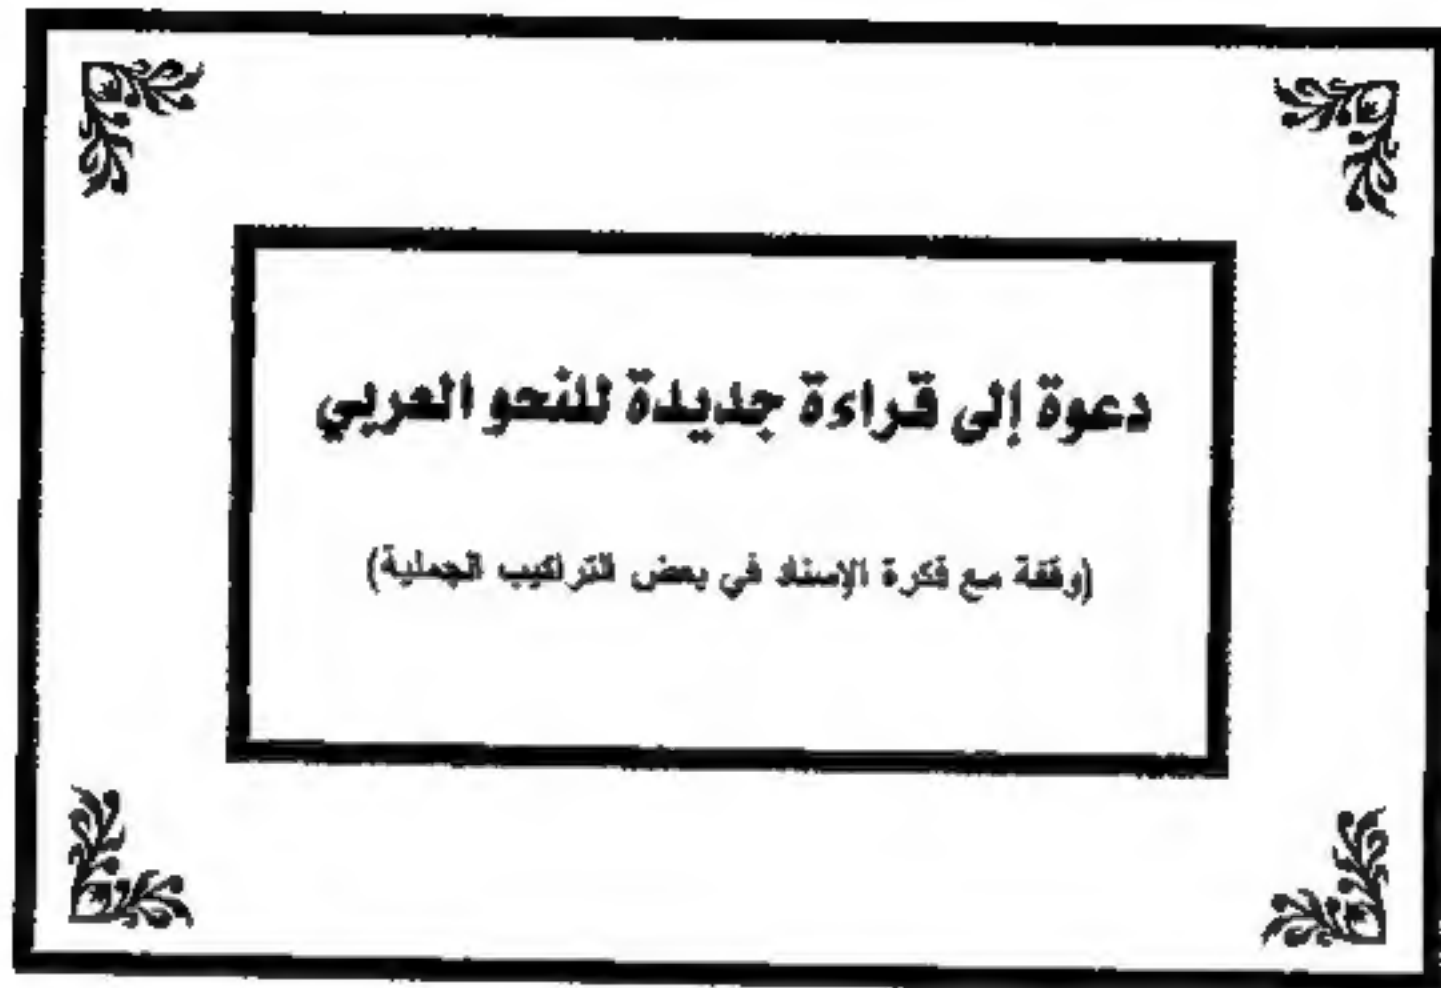 دعوة إلى قراءة جديدة للنحو العربي
(وقفة مع فكرة الإسناد في بعض التراكيب الجملية)